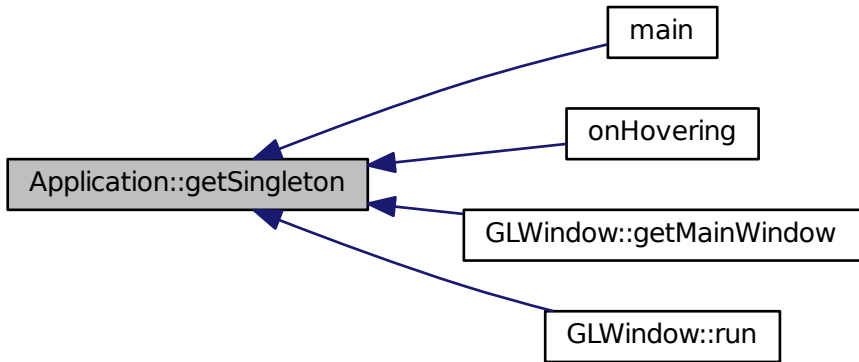 main
onHovering
Application::getSingleton
GLWindow::getMainWindow
GLWindow::run